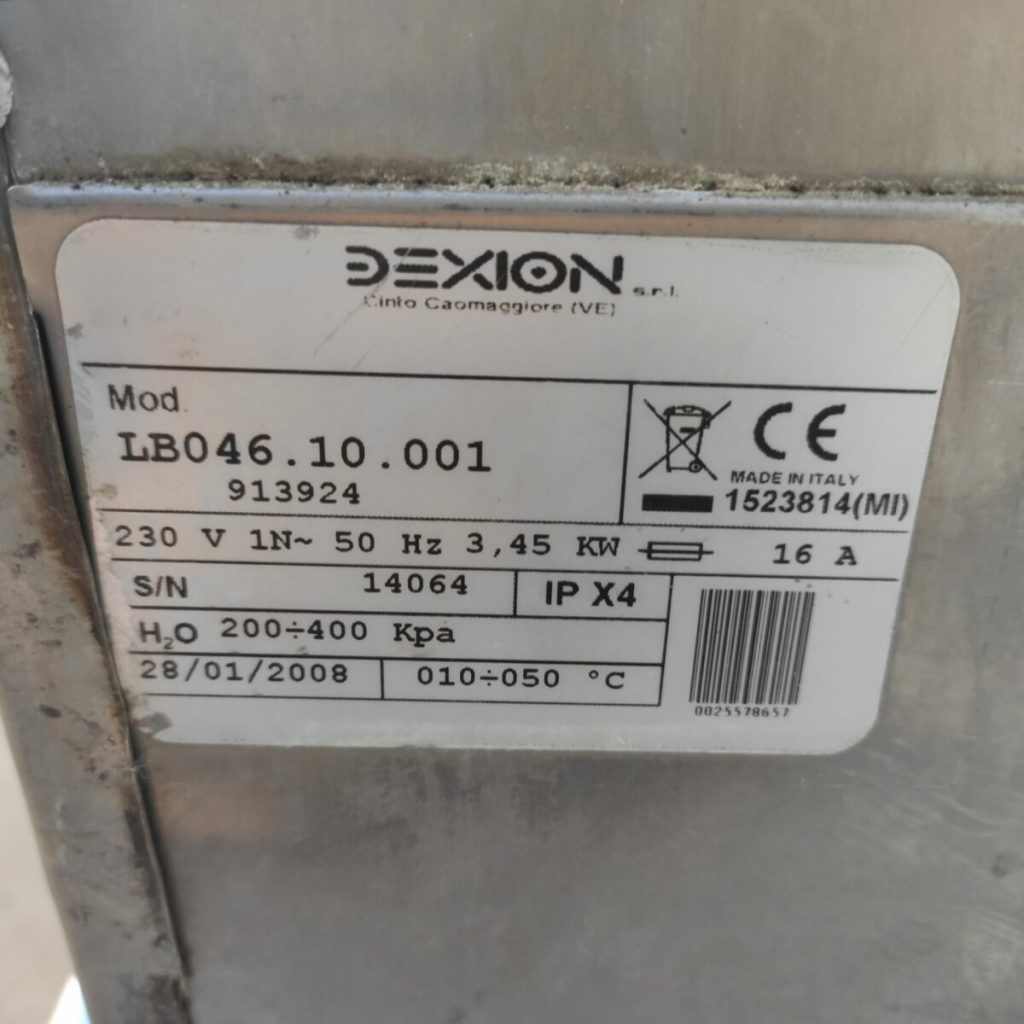 DEXION s.r.l.
Cinto Caomaggiore (VE)
Mod.
LB046.10.001
913924
CE
MADE IN ITALY
1523814(MI)
230 V 1N~ 50 Hz 3,45 KW 16 A
S/N 14064 IP X4
H₂O 200÷400 Kpa
28/01/2008 010÷050 °C
0025578657